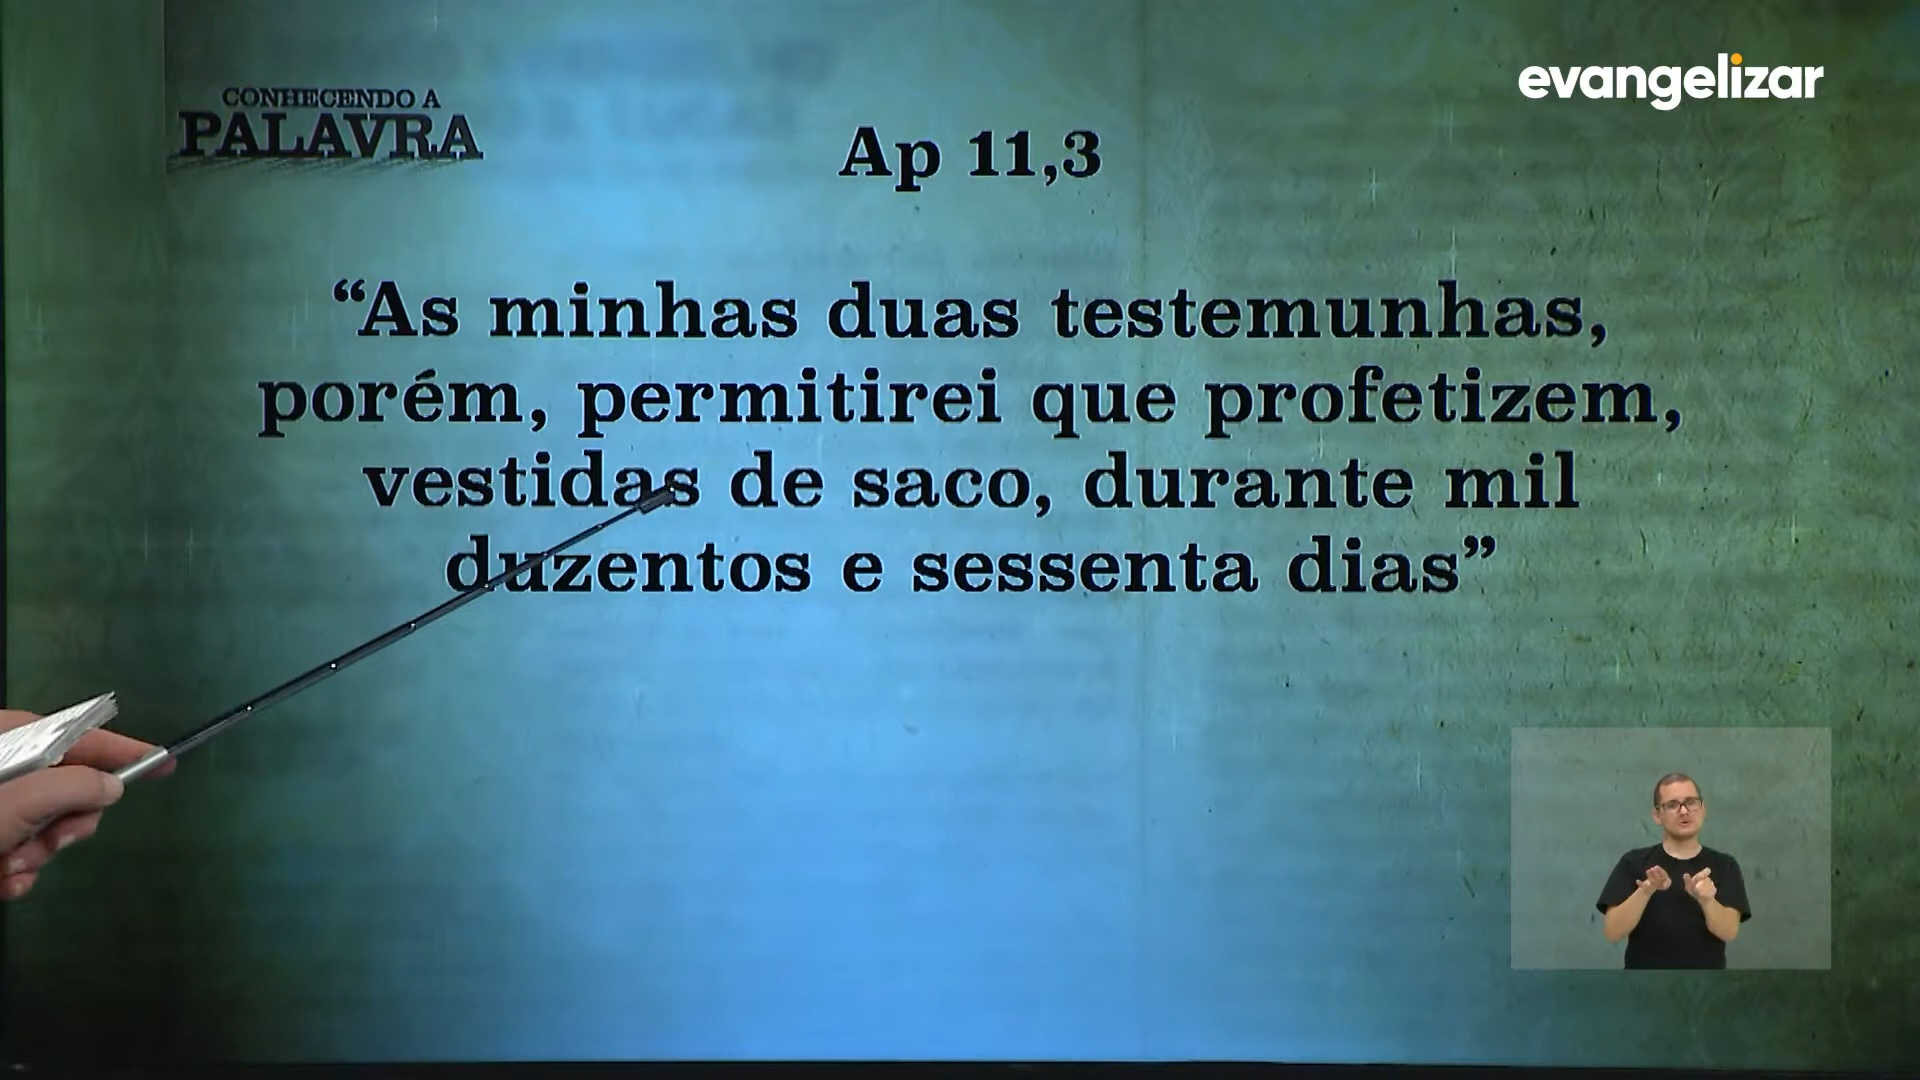 CONHECENDO A
PALAVRA
evangelizar
Ap 11,3
“As minhas duas testemunhas,
porém, permitirei que profetizem,
vestidas de saco, durante mil
duzentos e sessenta dias”